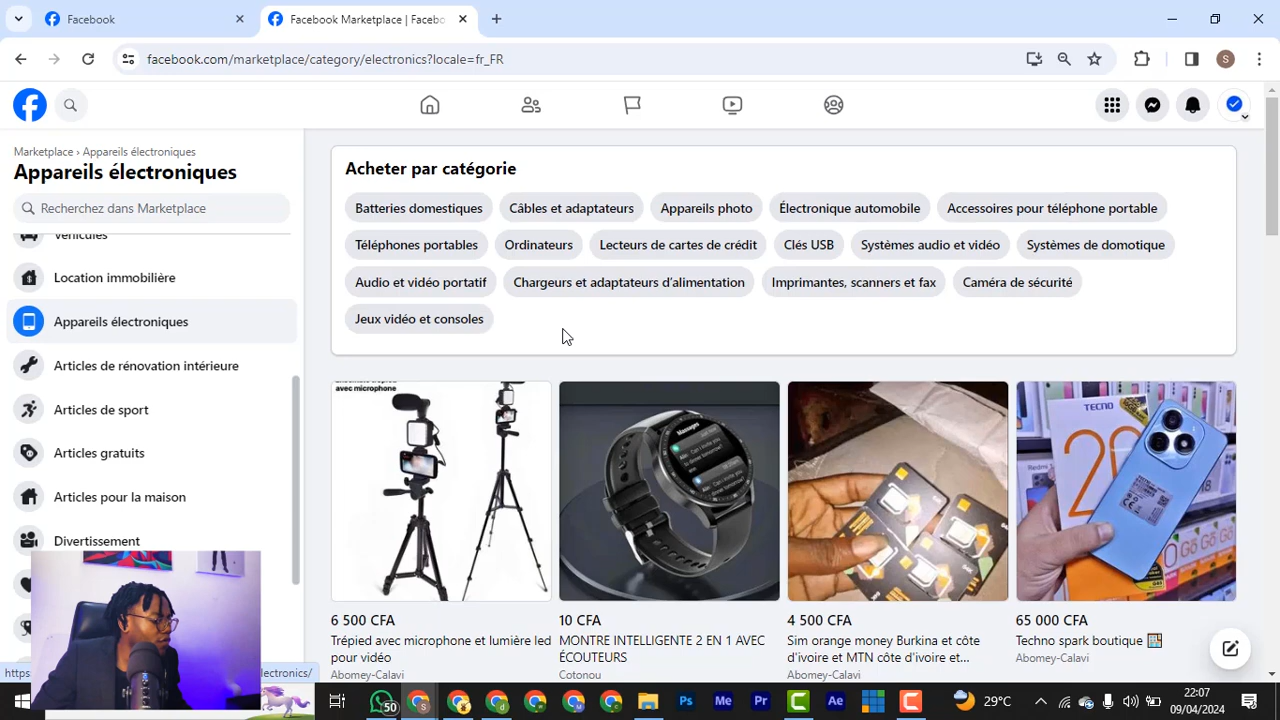 Facebook
Facebook Marketplace | Facebo
facebook.com/marketplace/category/electronics?locale=fr_FR
S
Marketplace › Appareils électroniques
Appareils électroniques
Recherchez dans Marketplace
Véhicules
Location immobilière
Appareils électroniques
Articles de rénovation intérieure
Articles de sport
Articles gratuits
Articles pour la maison
Divertissement
Acheter par catégorie
Batteries domestiques
Câbles et adaptateurs
Appareils photo
Électronique automobile
Accessoires pour téléphone portable
Téléphones portables
Ordinateurs
Lecteurs de cartes de crédit
Clés USB
Systèmes audio et vidéo
Systèmes de domotique
Audio et vidéo portatif
Chargeurs et adaptateurs d'alimentation
Imprimantes, scanners et fax
Caméra de sécurité
Jeux vidéo et consoles
avec microphone
Messages
TECNO
20
6 500 CFA
Trépied avec microphone et lumière led
pour vidéo
Abomey-Calavi
10 CFA
MONTRE INTELLIGENTE 2 EN 1 AVEC
ÉCOUTEURS
Cotonou
4 500 CFA
Sim orange money Burkina et côte
d'ivoire et MTN côte d'ivoire et...
Abomey-Calavi
65 000 CFA
Techno spark boutique
Abomey-Calavi
https
lectronics/
50
Ps
Me
Pr
Ae
29°C
22:07
09/04/2024